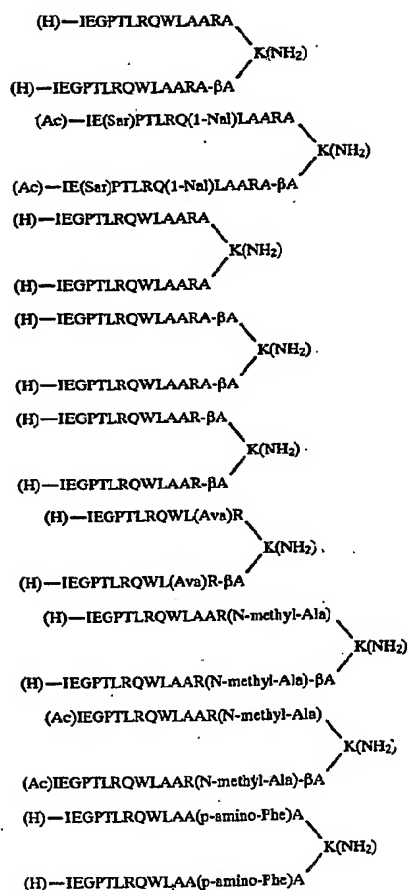 (H)—IEGPTLRQWLAARA
K(NH2)
(H)—IEGPTLRQWLAARA-βA
(Ac)—IE(Sar)PTLRQ(1-Nal)LAARA
K(NH2)
(Ac)—IE(Sar)PTLRQ(1-Nal)LAARA-βA
(H)—IEGPTLRQWLAARA
K(NH2)
(H)—IEGPTLRQWLAARA
(H)—IEGPTLRQWLAARA-βA
K(NH2)
(H)—IEGPTLRQWLAARA-βA
(H)—IEGPTLRQWLAAR-βA
K(NH2)
(H)—IEGPTLRQWLAAR-βA
(H)—IEGPTLRQWL(Ava)R
K(NH2),
(H)—IEGPTLRQWL(Ava)R-βA
(H)—IEGPTLRQWLAAR(N-methyl-Ala)
K(NH2)
(H)—IEGPTLRQWLAAR(N-methyl-Ala)-βA
(Ac)IEGPTLRQWLAAR(N-methyl-Ala)
K(NH2),
(Ac)IEGPTLRQWLAAR(N-methyl-Ala)-βA
(H)—IEGPTLRQWLAA(p-amino-Phe)A
K(NH2)
(H)—IEGPTLRQWLAA(p-amino-Phe)A